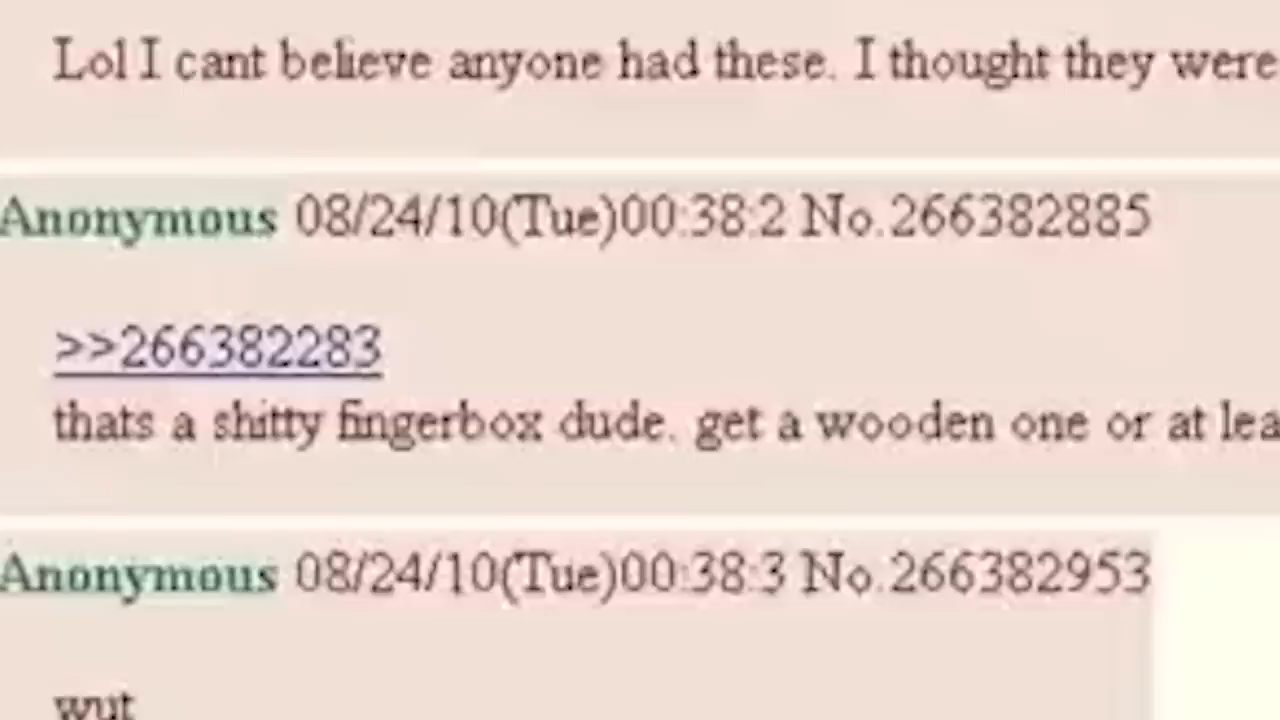 Lol I cant believe anyone had these. I thought they were
Anonymous 08/24/10(Tue)00:38:2 No.266382885
>>266382283
thats a shitty fingerbox dude. get a wooden one or at lea
Anonymous 08/24/10(Tue)00:38:3 No.266382953
wut